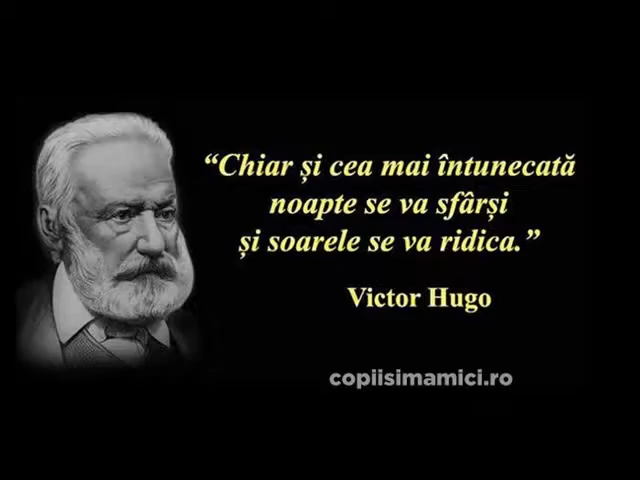 “Chiar și cea mai întunecată
noapte se va sfârși
și soarele se va ridica.”
Victor Hugo
copiisimamici.ro